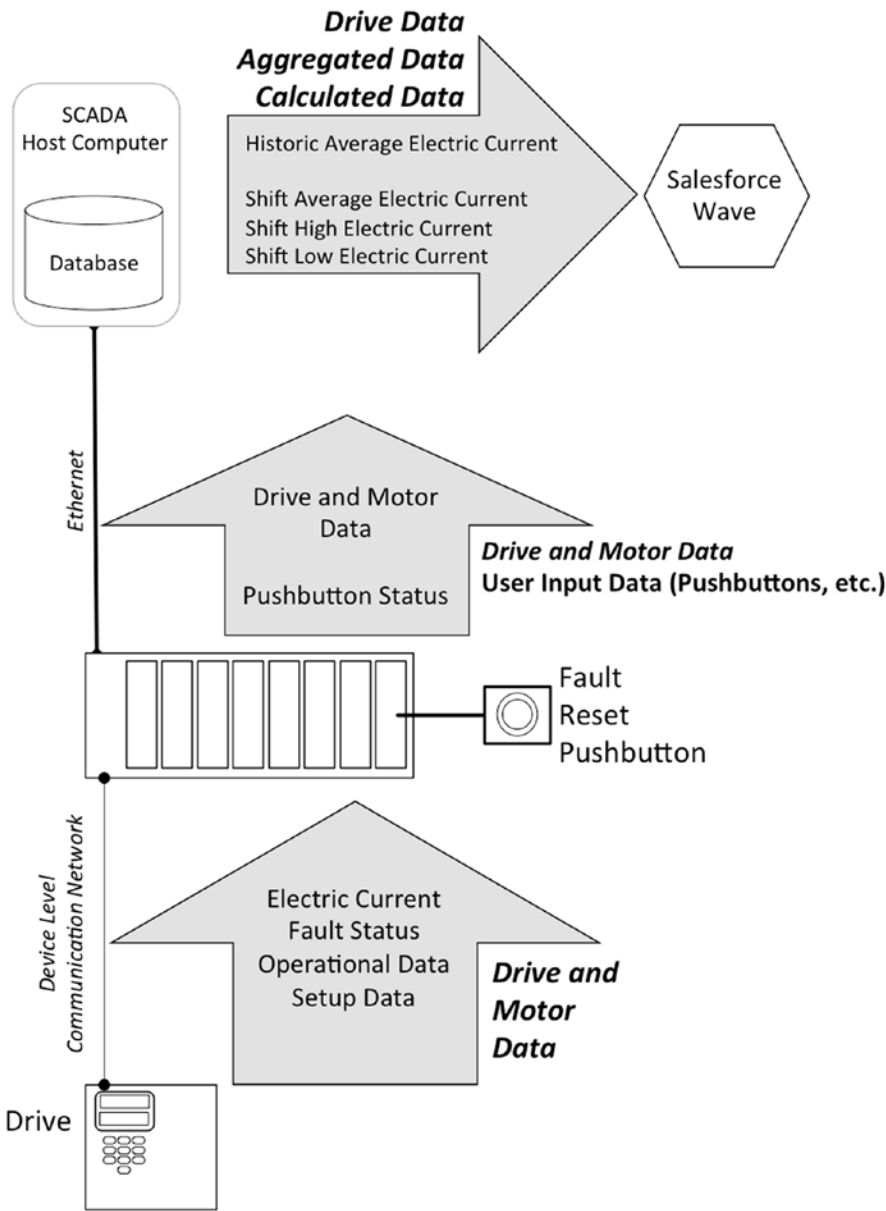 Drive Data
Aggregated Data
Calculated Data
SCADA
Host Computer
Database
Historic Average Electric Current
Shift Average Electric Current
Shift High Electric Current
Shift Low Electric Current
Salesforce
Wave
Ethernet
Drive and Motor
Data
Pushbutton Status
Drive and Motor Data
User Input Data (Pushbuttons, etc.)
Fault
Reset
Pushbutton
Device Level
Communication Network
Electric Current
Fault Status
Operational Data
Setup Data
Drive and
Motor
Data
Drive